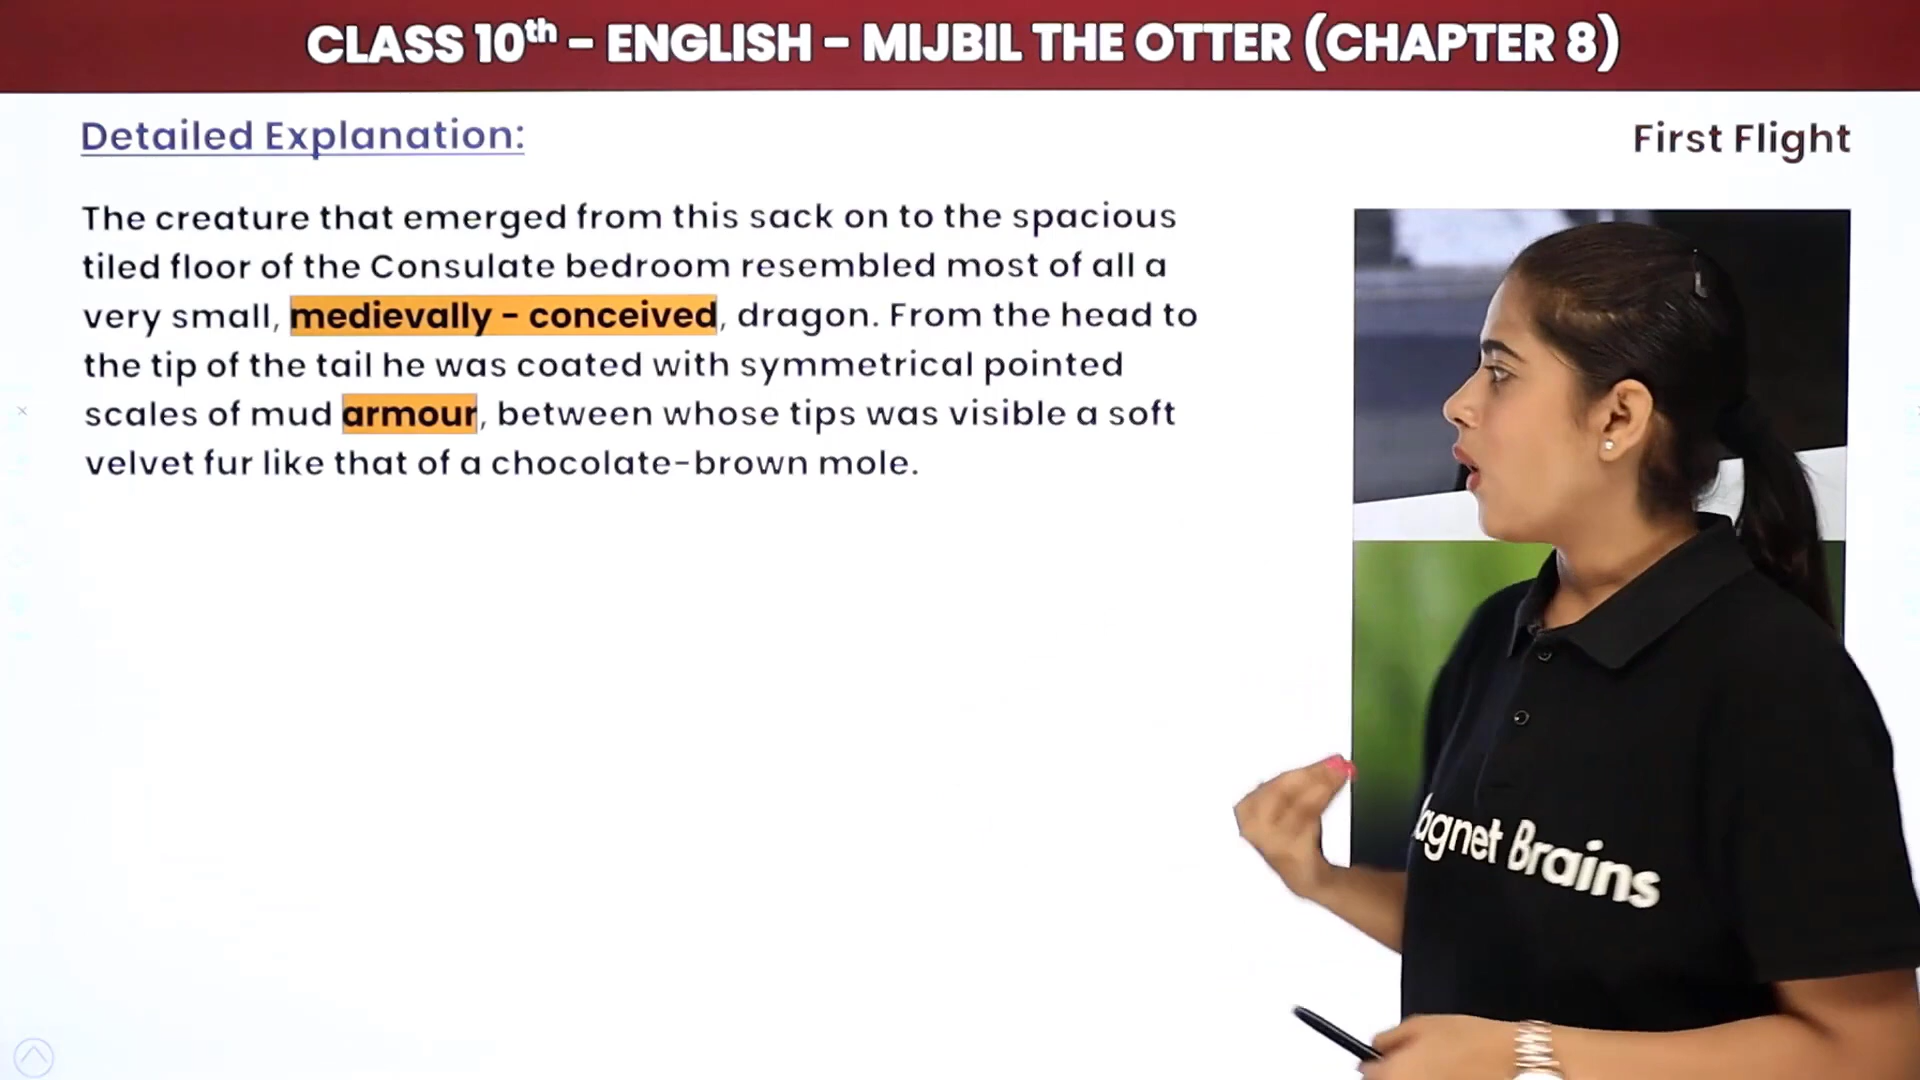 CLASS 10th - ENGLISH - MIJBIL THE OTTER (CHAPTER 8)
Detailed Explanation:
First Flight
The creature that emerged from this sack on to the spacious
tiled floor of the Consulate bedroom resembled most of all a
very small, medievally - conceived, dragon. From the head to
the tip of the tail he was coated with symmetrical pointed
scales of mud armour, between whose tips was visible a soft
velvet fur like that of a chocolate-brown mole.
agnet Brains